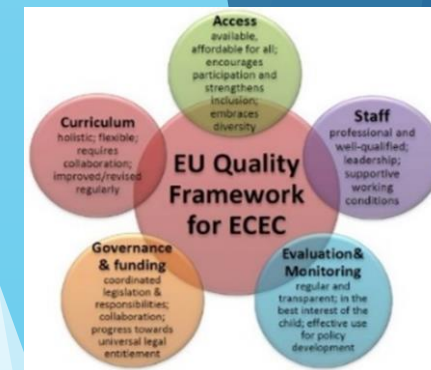 Access
available,
affordable for all;
encourages
participation and
strengthens
inclusion;
embraces
diversity
Curriculum
holistic; flexible;
requires
collaboration;
improved/revised
regularly
Staff
professional and
well-qualified;
leadership;
supportive
working
conditions
EU Quality
Framework
for ECEC
Governance
& funding
coordinated
legislation &
responsibilities;
collaboration;
progress towards
universal legal
entitlement
Evaluation&
Monitoring
regular and
transparent; in the
best interest of the
child; effective use
for policy
development